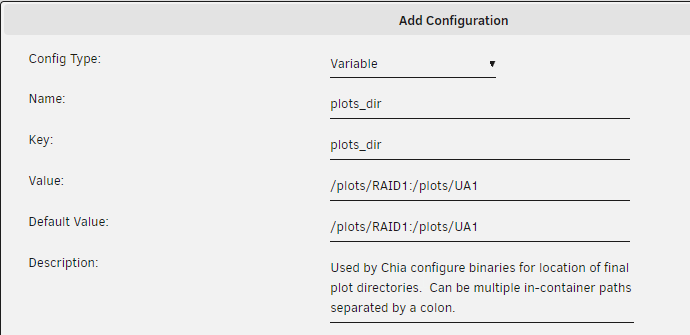 Add Configuration
Config Type:
Variable
Name:
plots_dir
Key:
plots_dir
Value:
/plots/RAID1:/plots/UA1
Default Value:
/plots/RAID1:/plots/UA1
Description:
Used by Chia configure binaries for location of final
plot directories.  Can be multiple in-container paths
separated by a colon.